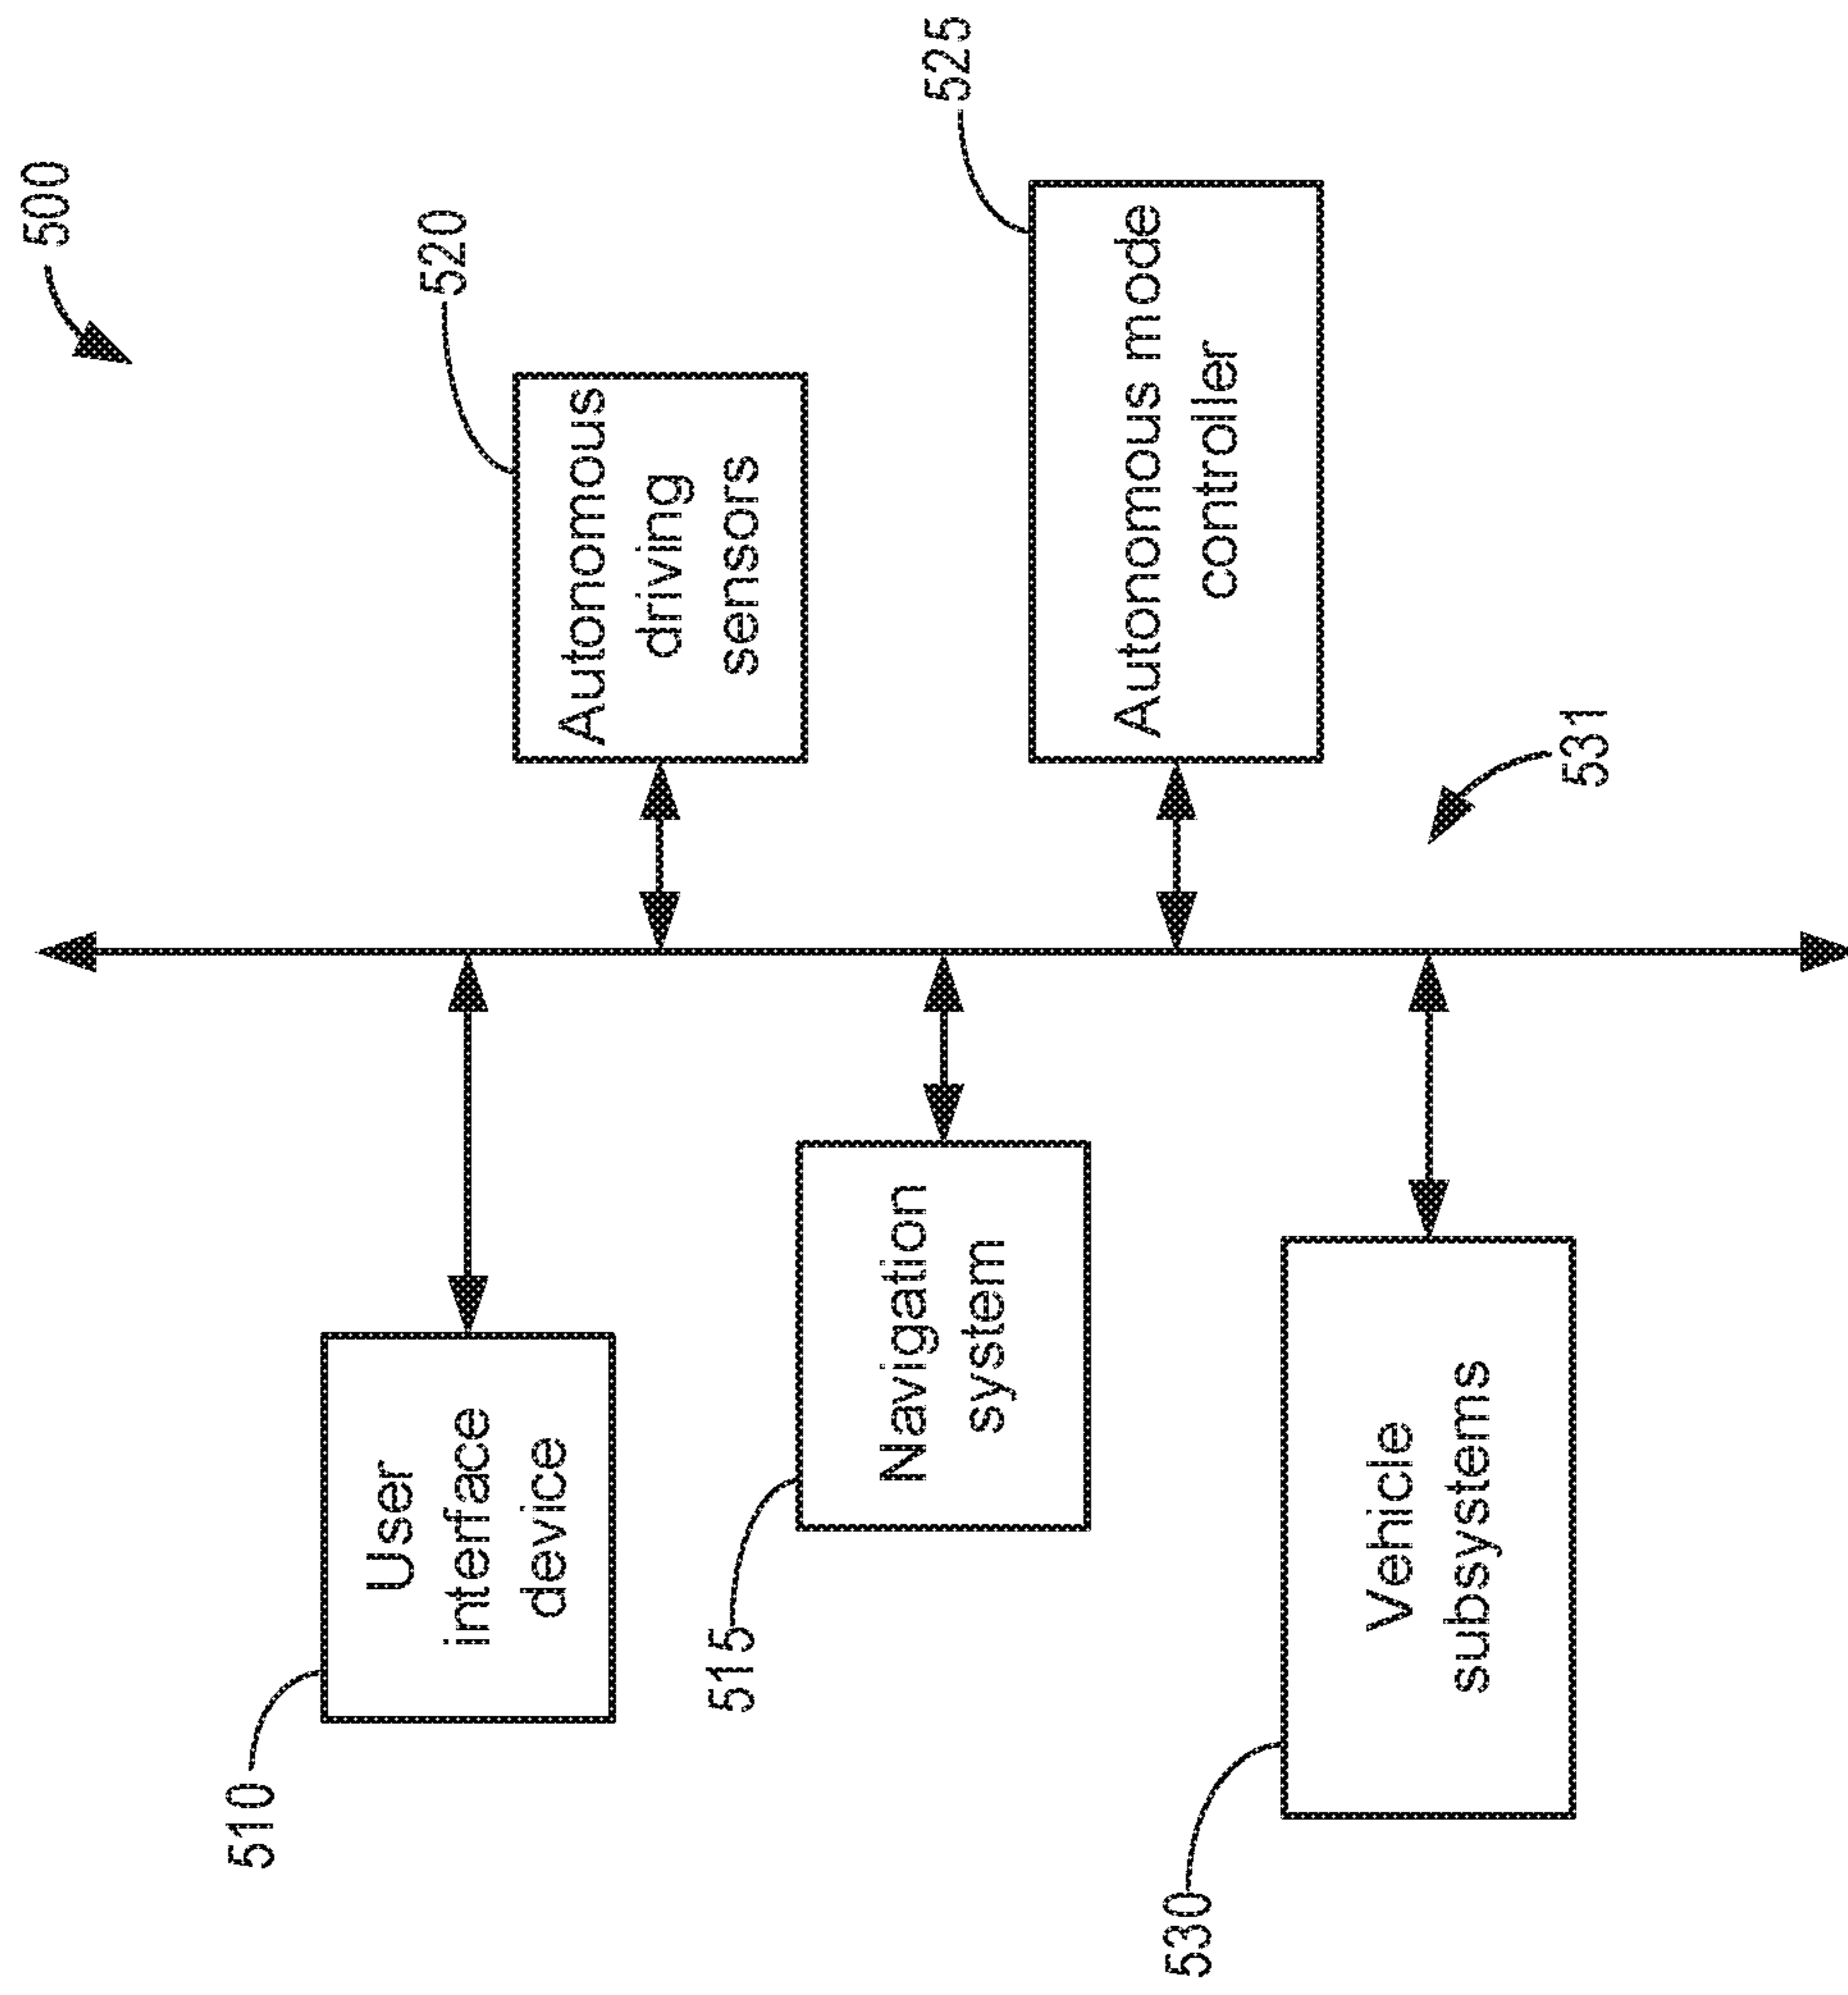 500
510
User
interface
device
520
Autonomous
driving
sensors
515
Navigation
system
525
Autonomous mode
controller
530
Vehicle
subsystems
531